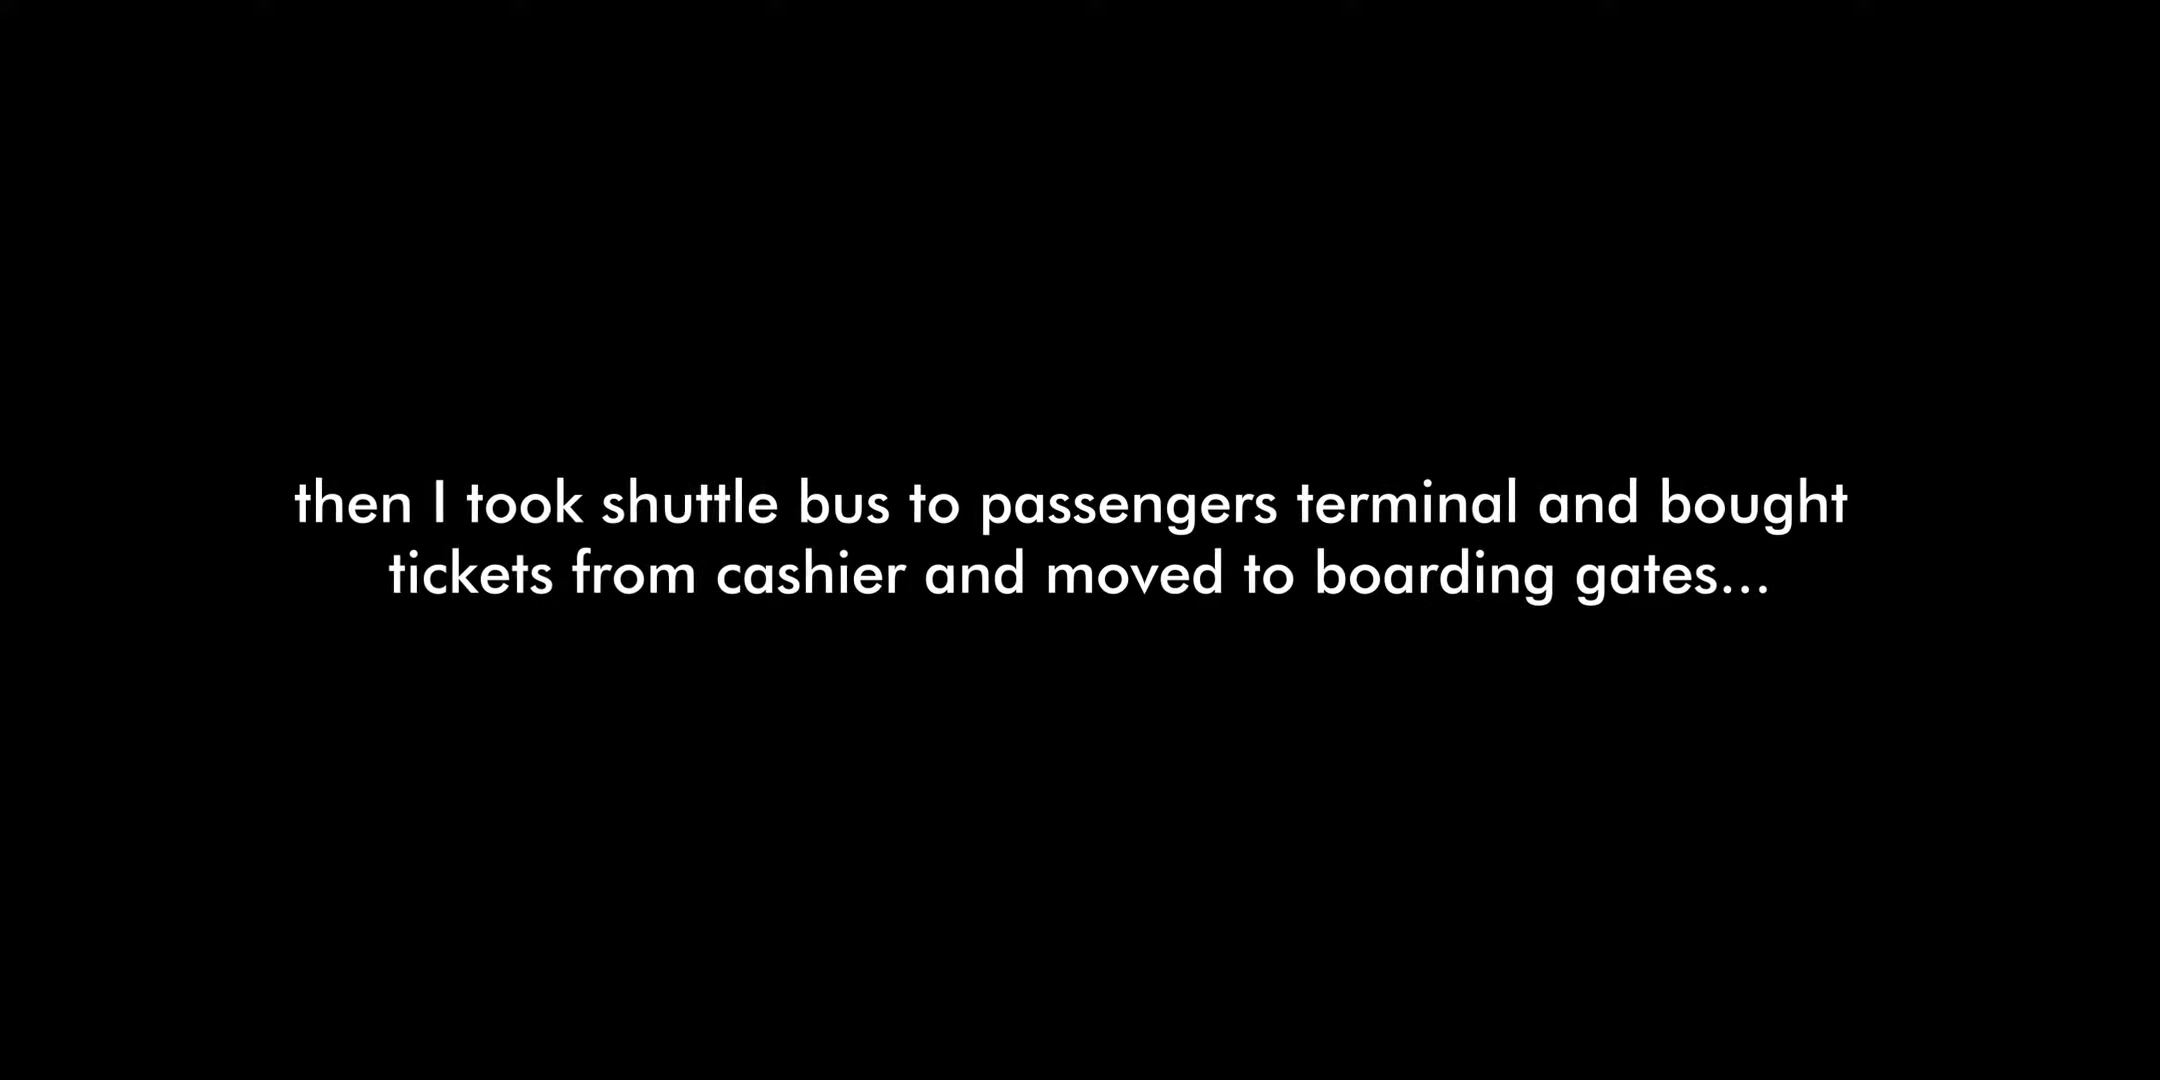 then I took shuttle bus to passengers terminal and bought
tickets from cashier and moved to boarding gates...